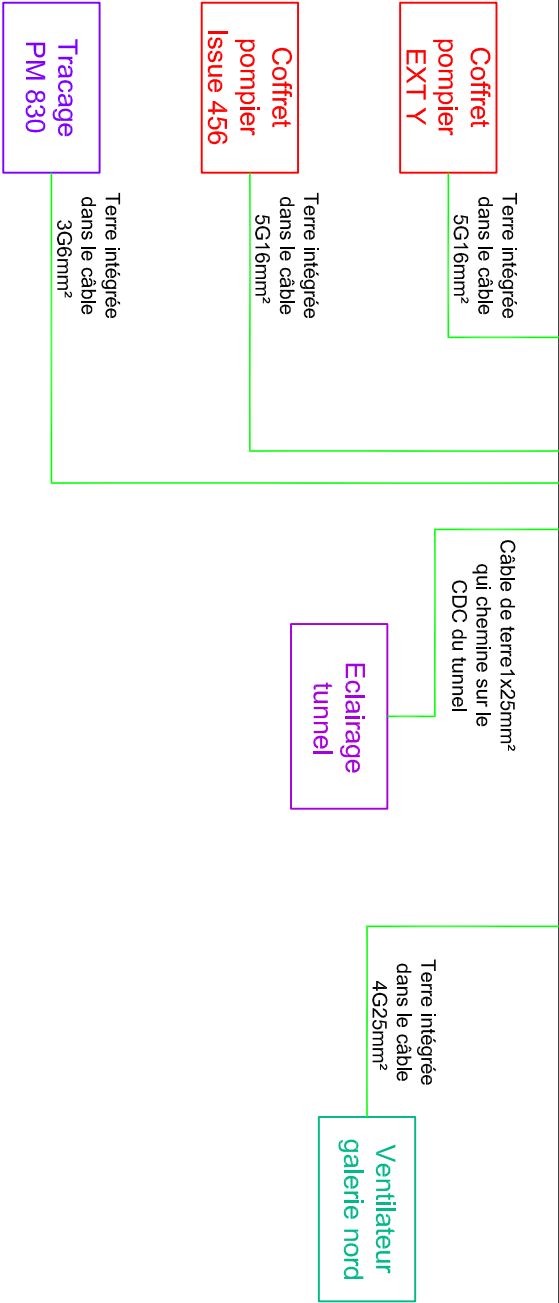 Coffret
pompier
EXT Y
Terre intégrée
dans le câble
5G16mm²
Coffret
pompier
Issue 456
Terre intégrée
dans le câble
5G16mm²
Tracage
PM 830
Terre intégrée
dans le câble
3G6mm²
Câble de terre1x25mm²
qui chemine sur le
CDC du tunnel
Eclairage
tunnel
Terre intégrée
dans le câble
4G25mm²
Ventilateur
galerie nord